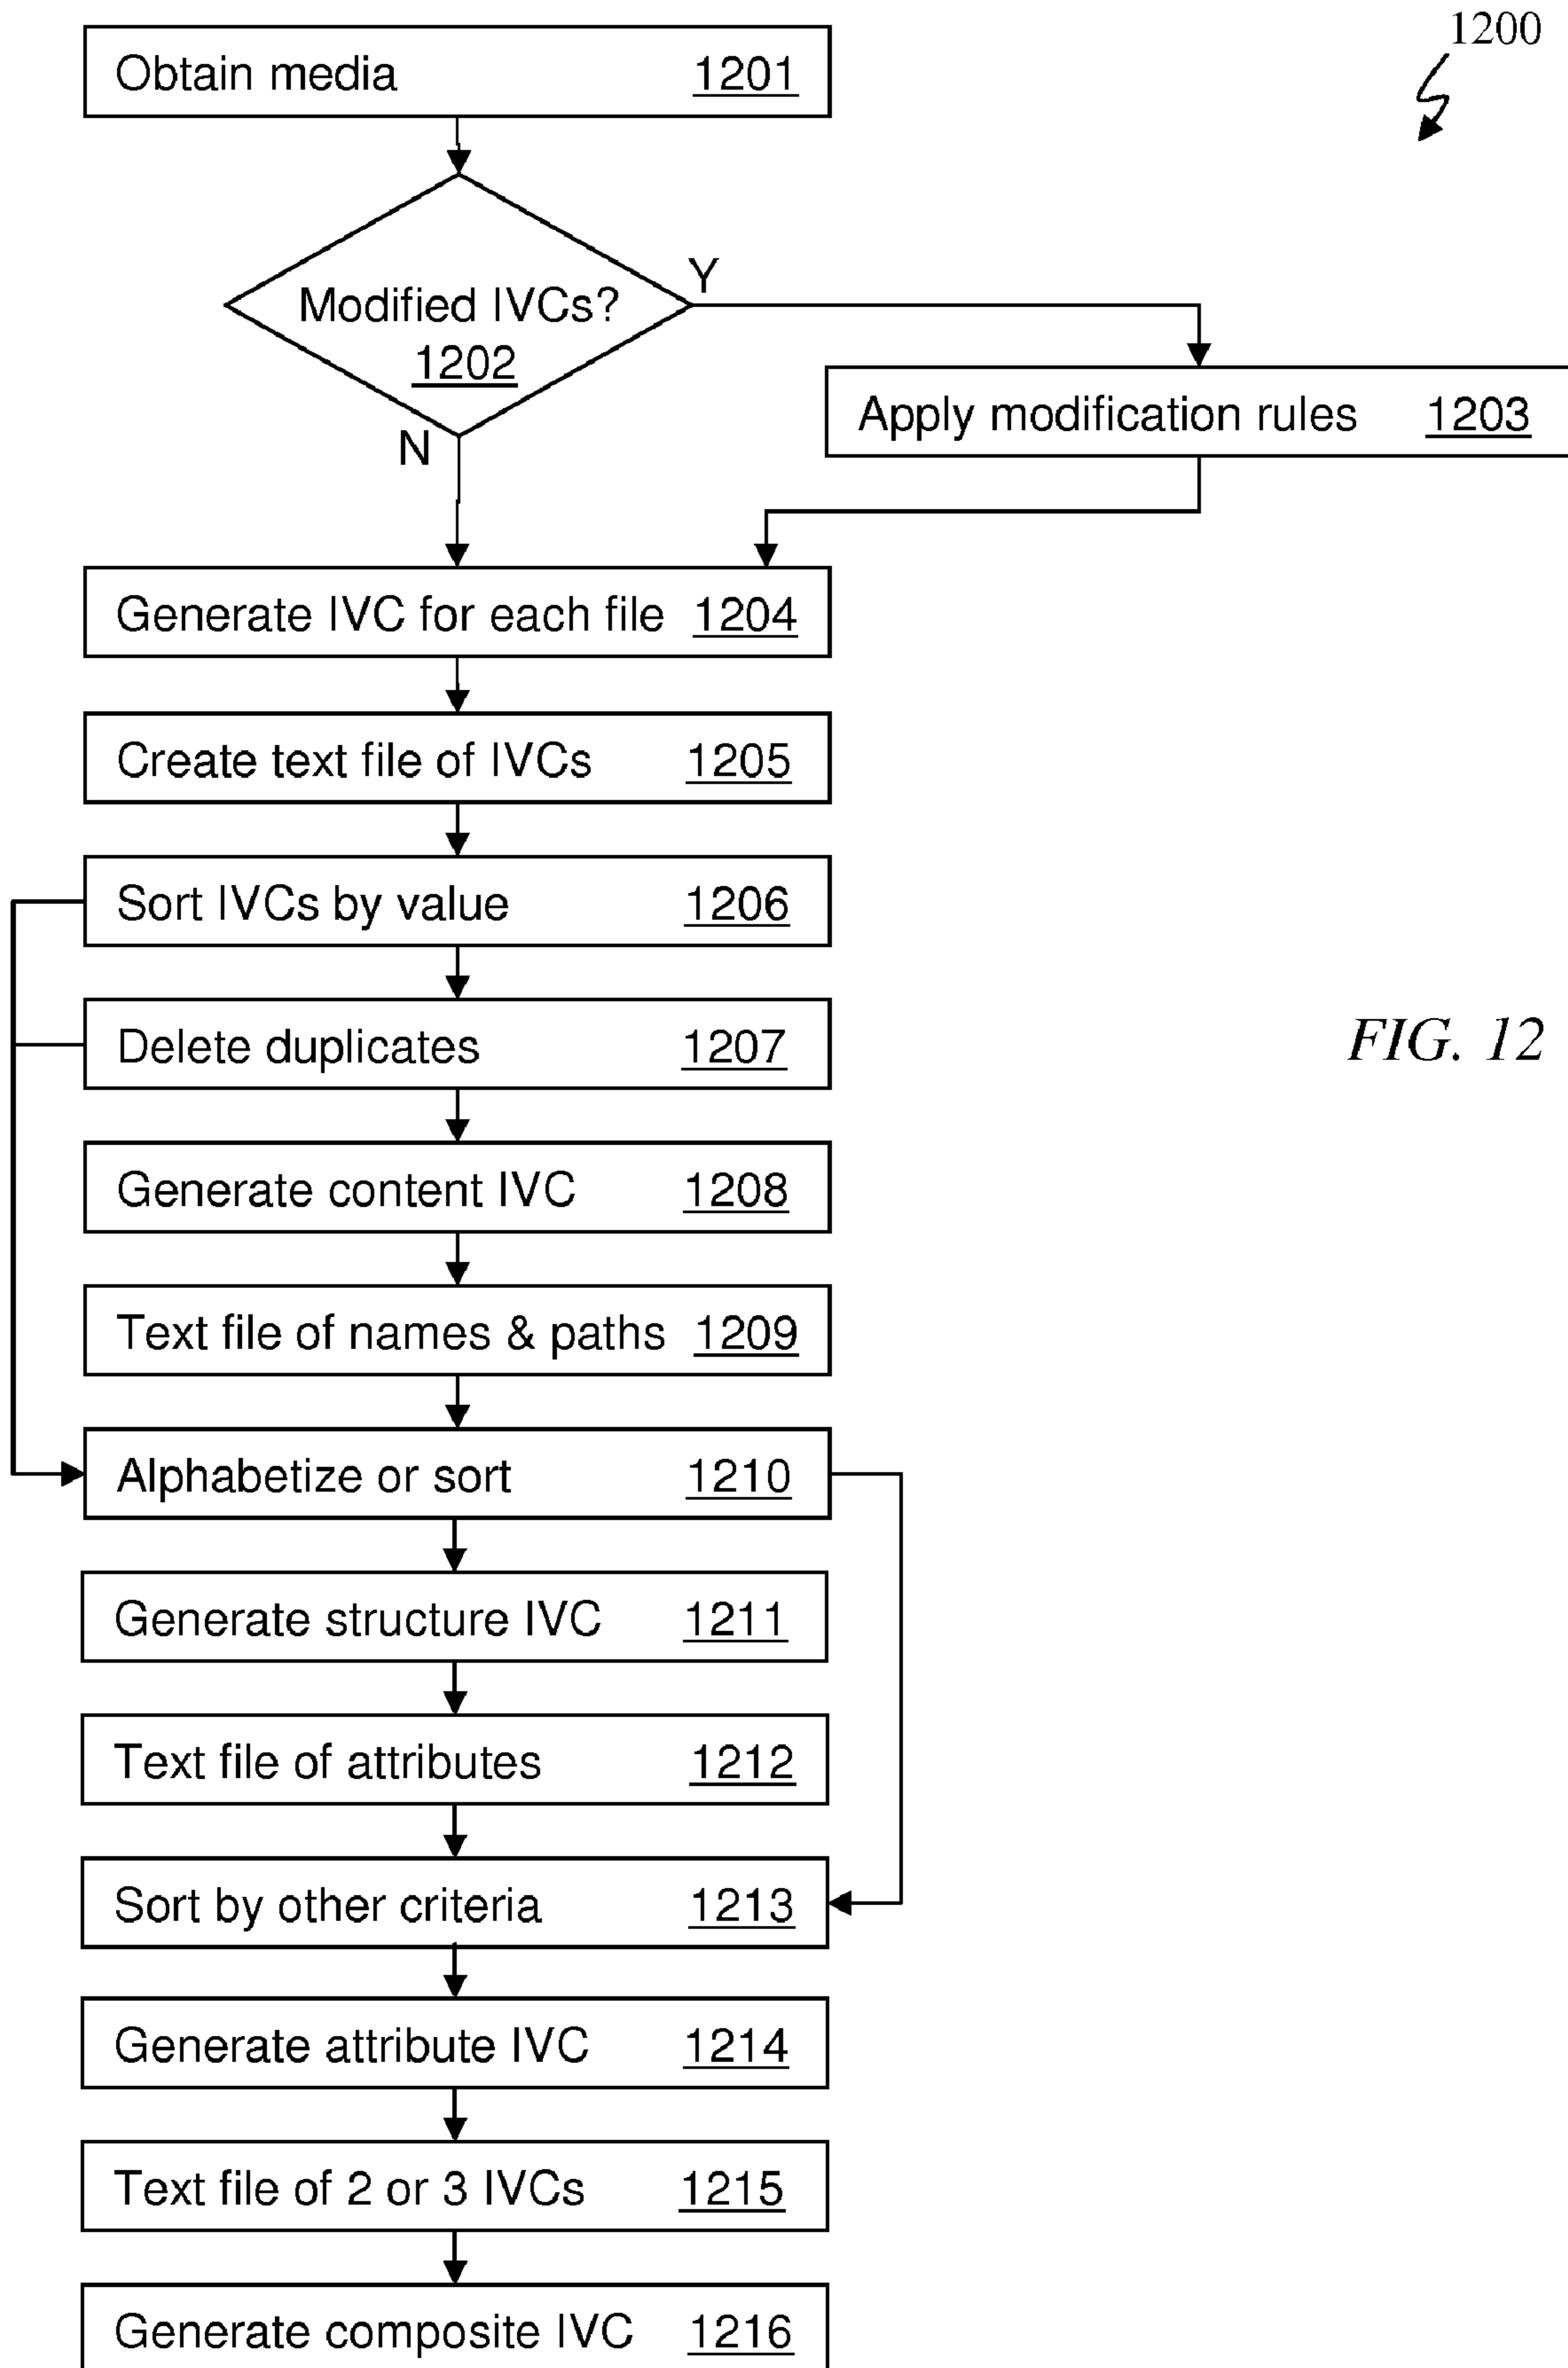 1200
Obtain media 1201
Modified IVCs?
1202
Y
N
Apply modification rules 1203
Generate IVC for each file 1204
Create text file of IVCs 1205
Sort IVCs by value 1206
Delete duplicates 1207
FIG. 12
Generate content IVC 1208
Text file of names & paths 1209
Alphabetize or sort 1210
Generate structure IVC 1211
Text file of attributes 1212
Sort by other criteria 1213
Generate attribute IVC 1214
Text file of 2 or 3 IVCs 1215
Generate composite IVC 1216